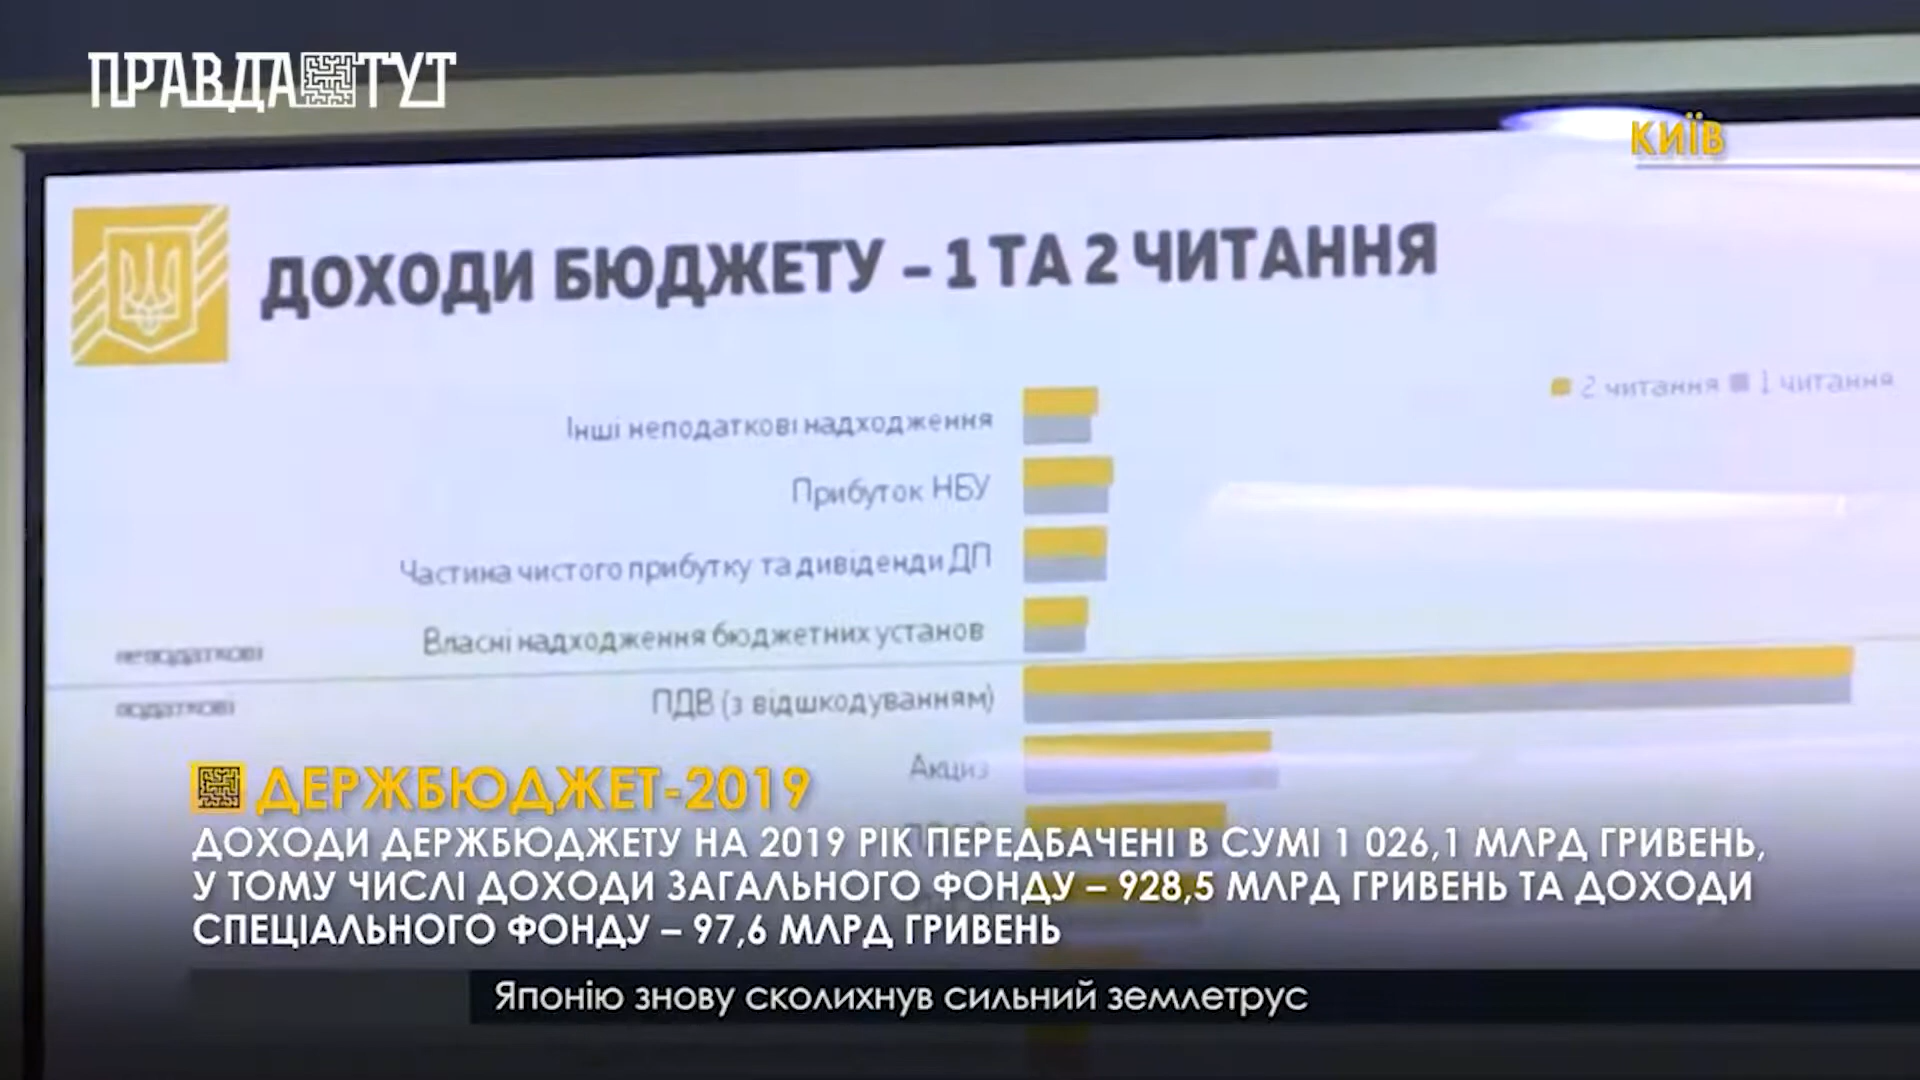 ПРАВДА ТУТ
КИЇВ
ДОХОДИ БЮДЖЕТУ – 1 ТА 2 ЧИТАННЯ
2 читання 1 читання
Інші неподаткові надходження
Прибуток НБУ
Частина чистого прибутку та дивіденди ДП
Власні надходження бюджетних установ
неподаткові
податкові
ПДВ (з відшкодуванням)
Акциз
ДЕРЖБЮДЖЕТ-2019
ДОХОДИ ДЕРЖБЮДЖЕТУ НА 2019 РІК ПЕРЕДБАЧЕНІ В СУМІ 1 026,1 МЛРД ГРИВЕНЬ,
У ТОМУ ЧИСЛІ ДОХОДИ ЗАГАЛЬНОГО ФОНДУ – 928,5 МЛРД ГРИВЕНЬ ТА ДОХОДИ
СПЕЦІАЛЬНОГО ФОНДУ – 97,6 МЛРД ГРИВЕНЬ
Японію знову сколихнув сильний землетрус